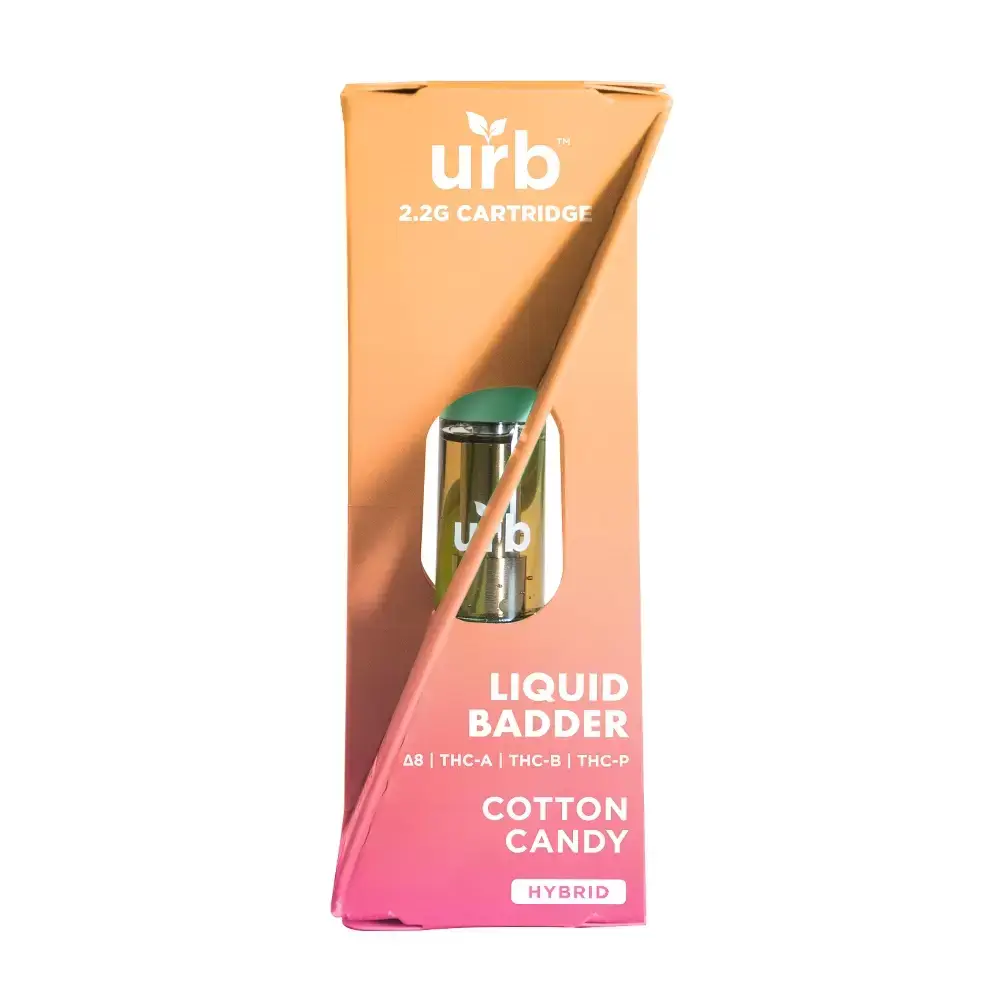 urb™
2.2G CARTRIDGE
urb
LIQUID
BADDER
Δ8 | THC-A | THC-B | THC-P
COTTON
CANDY
HYBRID